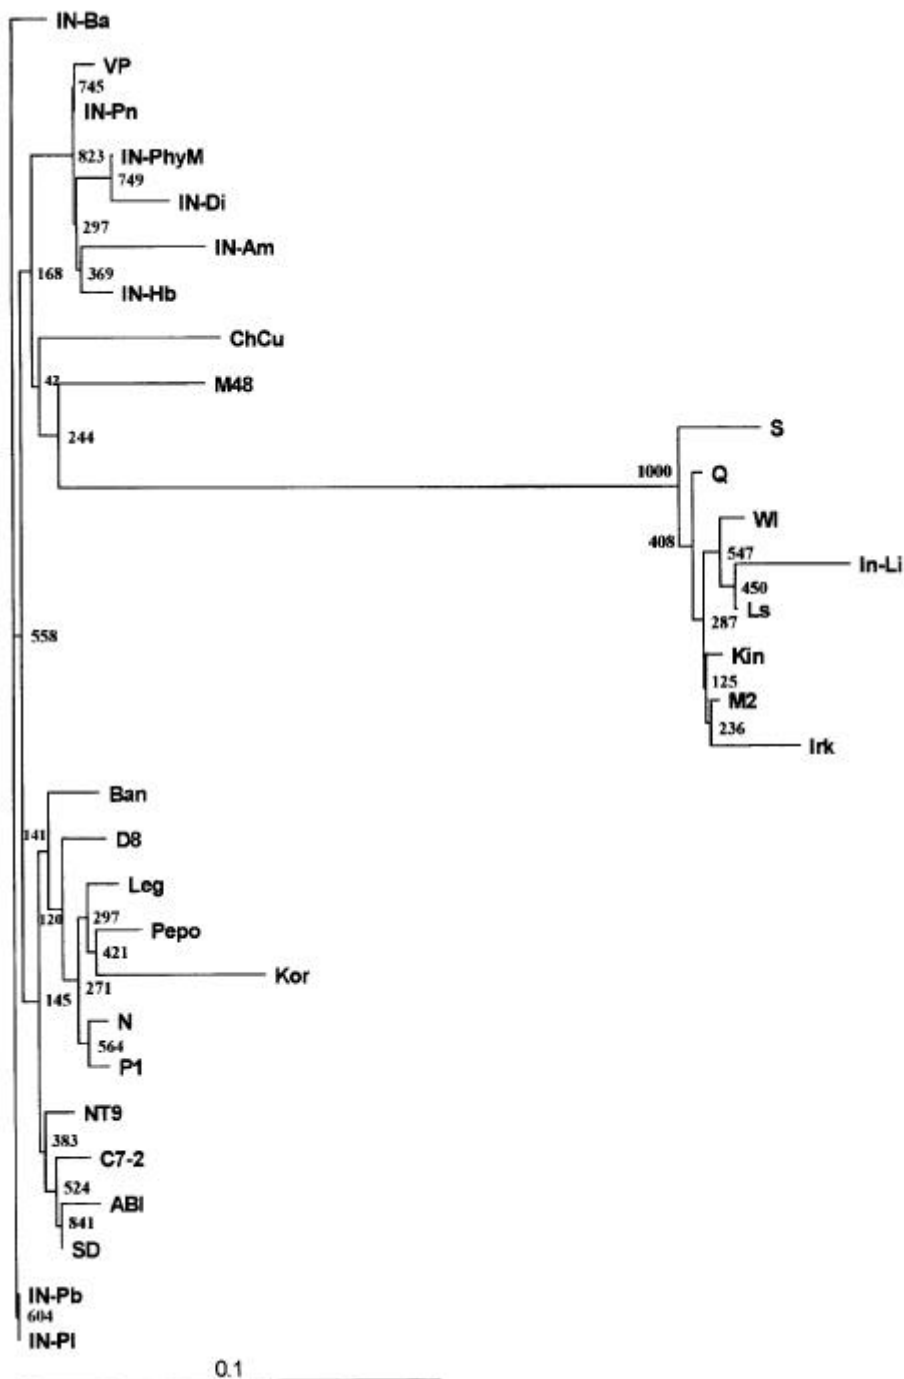 IN-Ba
VP
745
IN-Pn
823 IN-PhyM
749
IN-Di
297
IN-Am
168 369
IN-Hb
ChCu
42 M48
S
244
1000 Q
WI
408 547
In-Li
450
Ls
287
558
Kin
125
M2
236
Irk
Ban
141 D8
Leg
120 297
Pepo
421
Kor
145 271
N
564
P1
NT9
383
C7-2
524
ABI
841
SD
IN-Pb
604
IN-PI
0.1